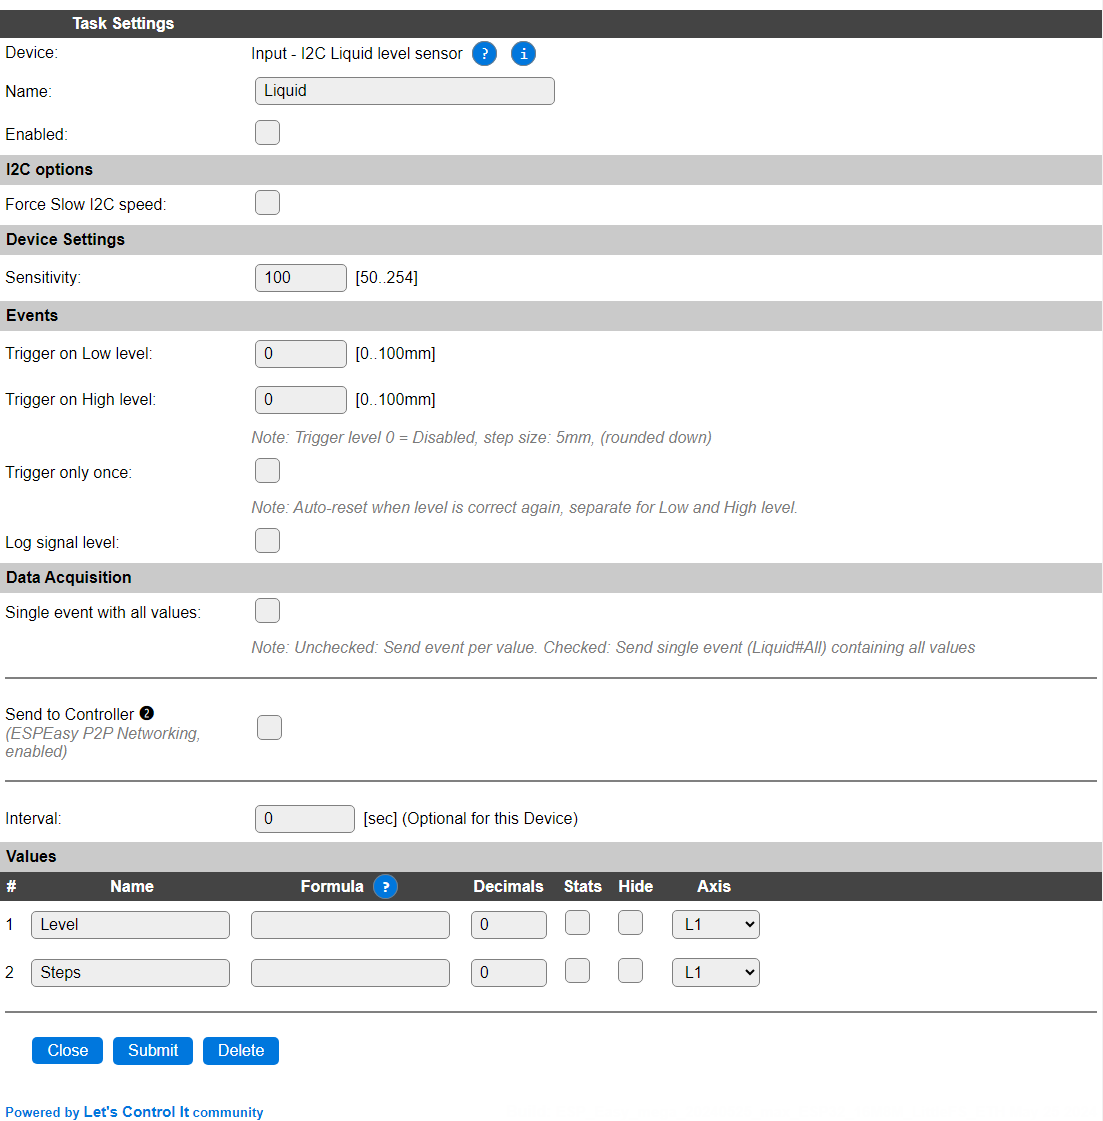 Task Settings
Device: Input - I2C Liquid level sensor ? i
Name: Liquid
Enabled:
I2C options
Force Slow I2C speed:
Device Settings
Sensitivity: 100 [50..254]
Events
Trigger on Low level: 0 [0..100mm]
Trigger on High level: 0 [0..100mm]
Note: Trigger level 0 = Disabled, step size: 5mm, (rounded down)
Trigger only once:
Note: Auto-reset when level is correct again, separate for Low and High level.
Log signal level:
Data Acquisition
Single event with all values:
Note: Unchecked: Send event per value. Checked: Send single event (Liquid#All) containing all values
Send to Controller ❷
(ESPEasy P2P Networking,
enabled)
Interval: 0 [sec] (Optional for this Device)
Values
# Name Formula ? Decimals Stats Hide Axis
1 Level 0 L1
2 Steps 0 L1
Close Submit Delete
Powered by Let's Control It community